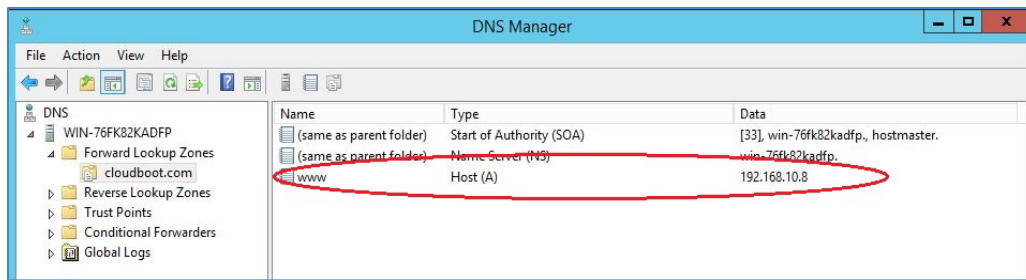 DNS Manager
File Action View Help
DNS
WIN-76FK82KADFP
Forward Lookup Zones
cloudboot.com
Reverse Lookup Zones
Trust Points
Conditional Forwarders
Global Logs
Name Type Data
(same as parent folder) Start of Authority (SOA) [33], win-76fk82kadfp., hostmaster.
(same as parent folder) Name Server (NS) win-76fk82kadfp.
www Host (A) 192.168.10.8